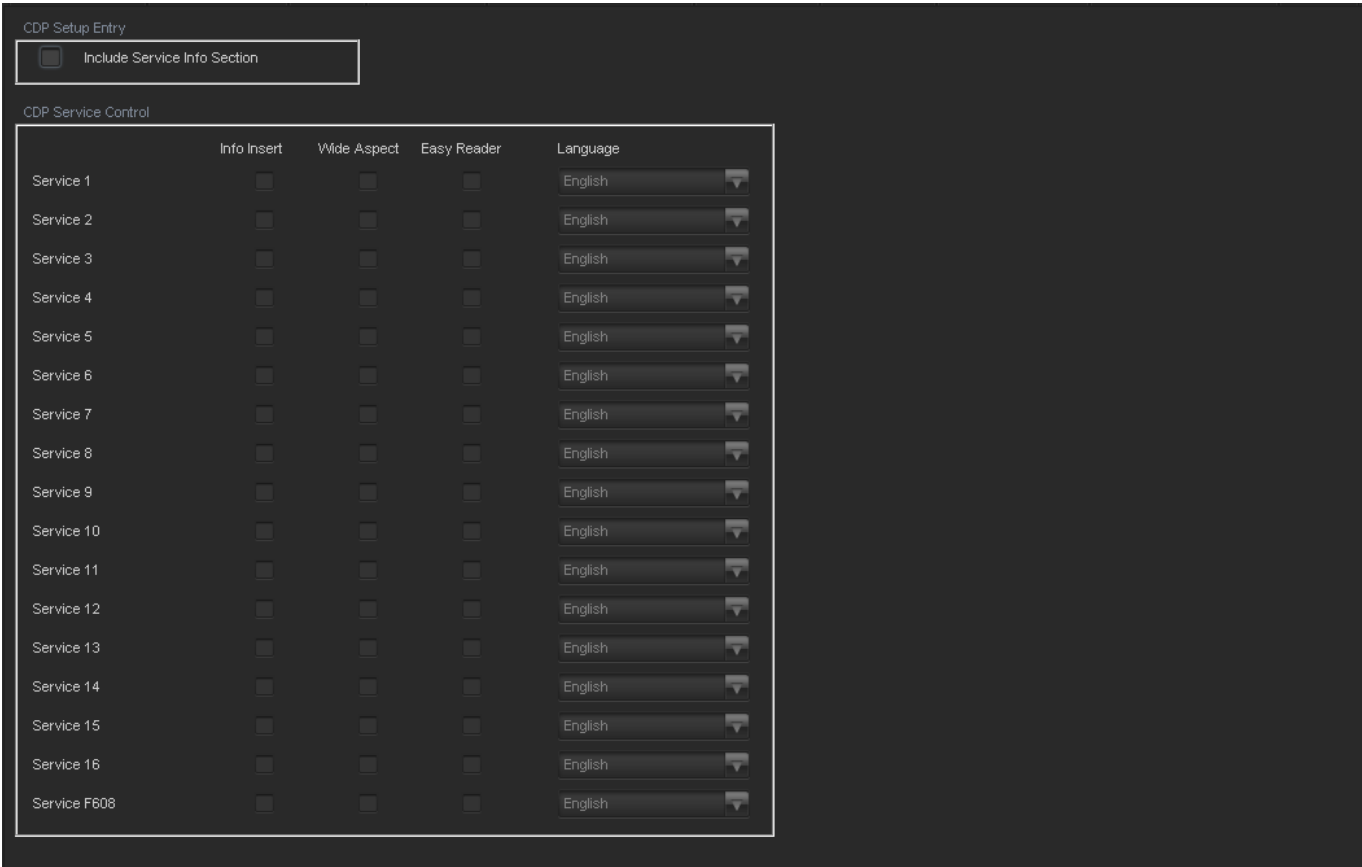 CDP Setup Entry
Include Service Info Section
CDP Service Control
Info Insert Wide Aspect Easy Reader Language
Service 1 English
Service 2 English
Service 3 English
Service 4 English
Service 5 English
Service 6 English
Service 7 English
Service 8 English
Service 9 English
Service 10 English
Service 11 English
Service 12 English
Service 13 English
Service 14 English
Service 15 English
Service 16 English
Service F608 English